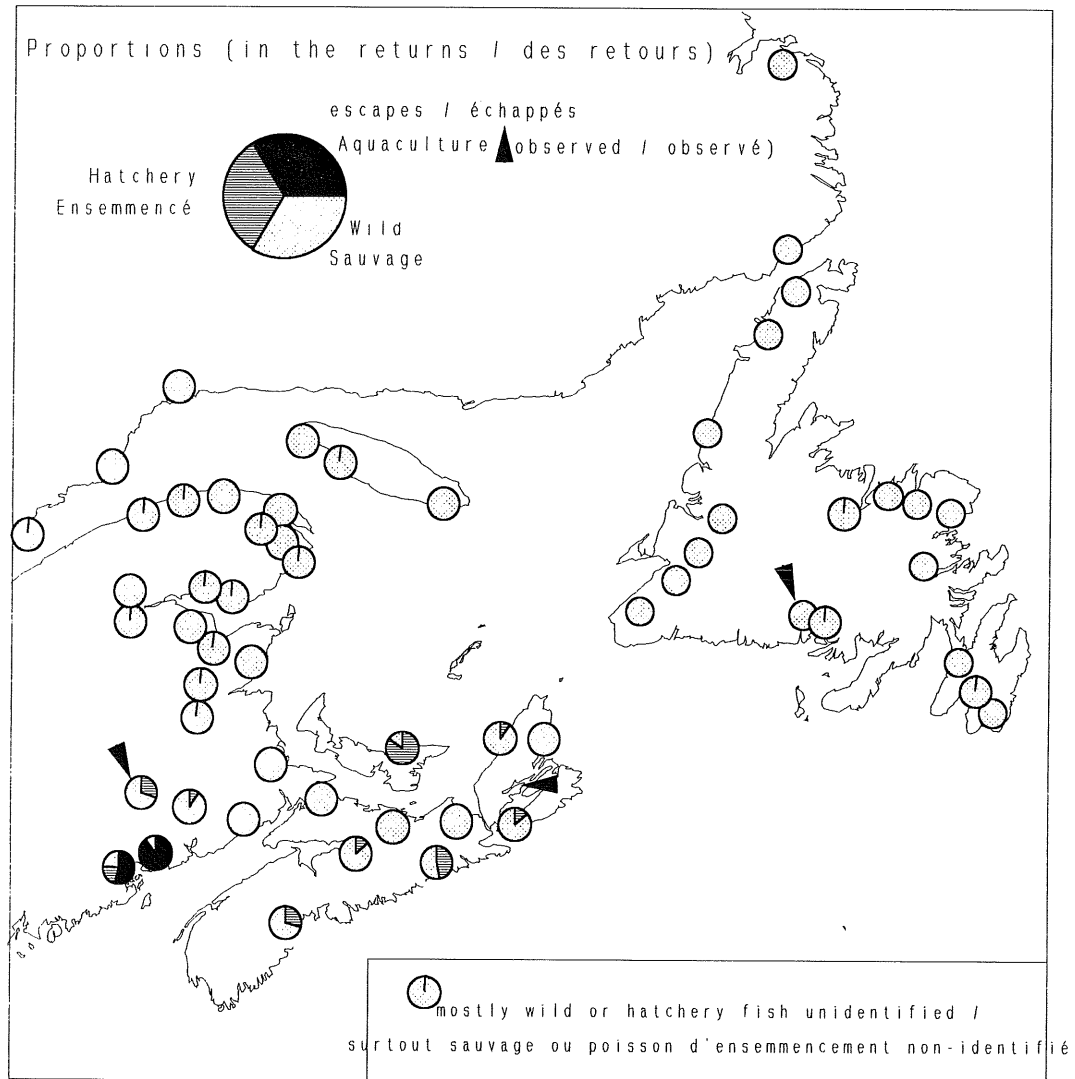 Proportions (in the returns / des retours)
escapes / échappés
Aquaculture observed / observé)
Hatchery
Ensemmencé
Wild
Sauvage
mostly wild or hatchery fish unidentified /
surtout sauvage ou poisson d'ensemmencement non-identifié